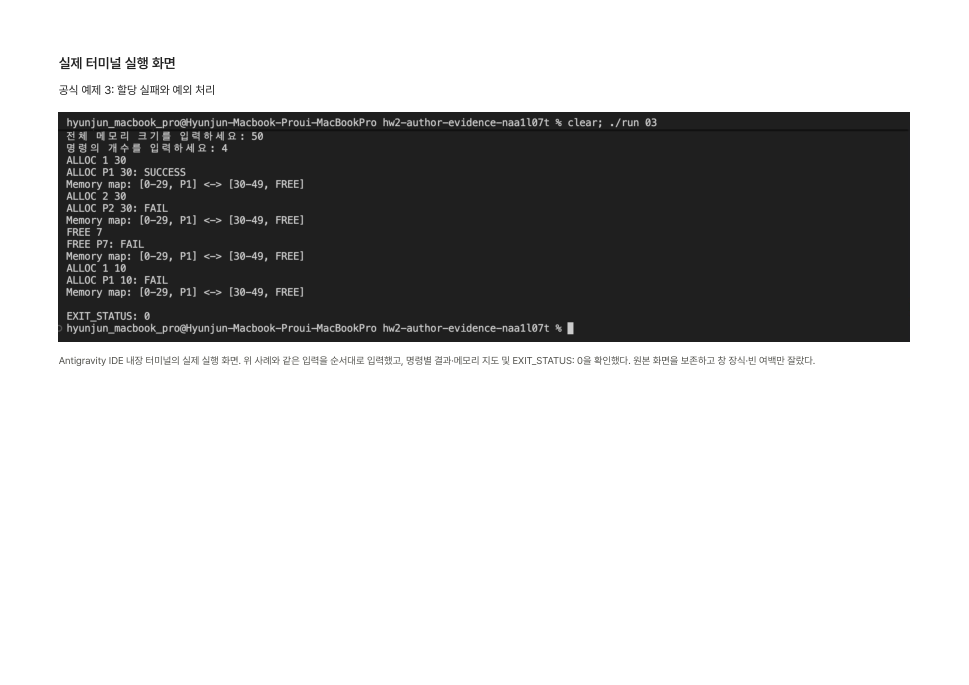 실제 터미널 실행 화면
공식 예제 3: 할당 실패와 예외 처리
hyunjun_macbook_pro@Hyunjun-Macbook-Proui-MacBookPro hw2-author-evidence-naa1l07t % clear; ./run 03
전체 메모리 크기를 입력하세요: 50
명령의 개수를 입력하세요: 4
ALLOC 1 30
ALLOC P1 30: SUCCESS
Memory map: [0-29, P1] <-> [30-49, FREE]
ALLOC 2 30
ALLOC P2 30: FAIL
Memory map: [0-29, P1] <-> [30-49, FREE]
FREE 7
FREE P7: FAIL
Memory map: [0-29, P1] <-> [30-49, FREE]
ALLOC 1 10
ALLOC P1 10: FAIL
Memory map: [0-29, P1] <-> [30-49, FREE]
EXIT_STATUS: 0
hyunjun_macbook_pro@Hyunjun-Macbook-Proui-MacBookPro hw2-author-evidence-naa1l07t %
Antigravity IDE 내장 터미널의 실제 실행 화면. 위 사례와 같은 입력을 순서대로 입력했고, 명령별 결과·메모리 지도 및 EXIT_STATUS: 0을 확인했다. 원본 화면을 보존하고 창 장식·빈 여백만 잘랐다.